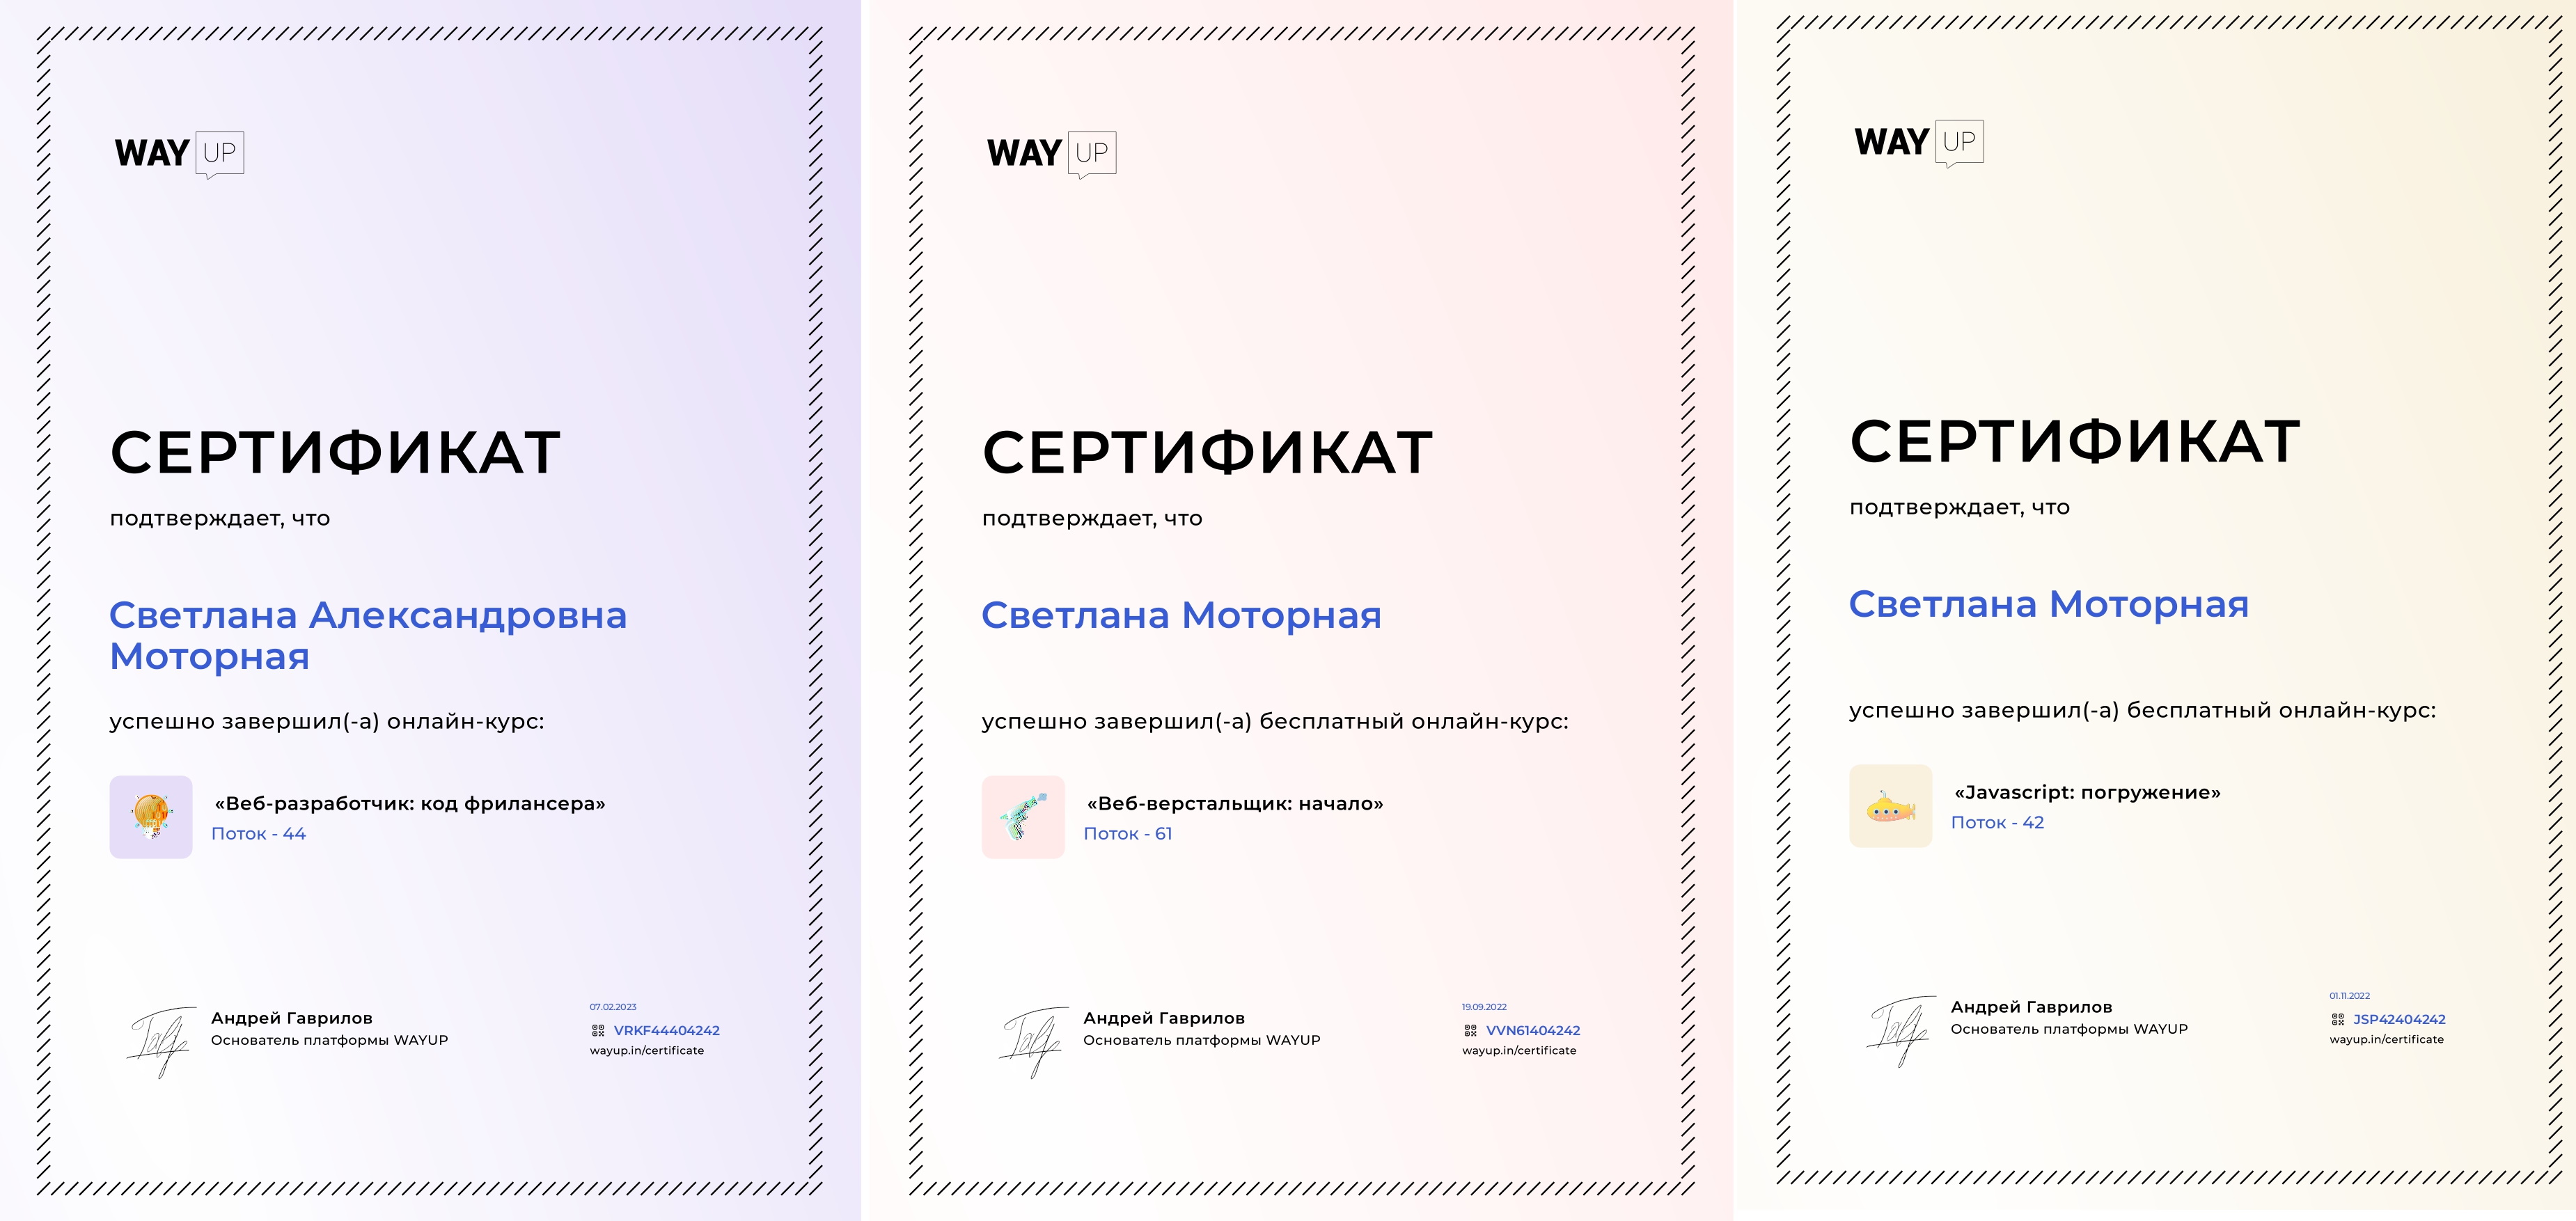 WAY UP
СЕРТИФИКАТ
подтверждает, что
Светлана Александровна
Моторная
успешно завершил(-а) онлайн-курс:
«Веб-разработчик: код фрилансера»
Поток - 44
Андрей Гаврилов
Основатель платформы WAYUP
07.02.2023
VRKF44404242
wayup.in/certificate
WAY UP
СЕРТИФИКАТ
подтверждает, что
Светлана Моторная
успешно завершил(-а) бесплатный онлайн-курс:
«Веб-верстальщик: начало»
Поток - 61
Андрей Гаврилов
Основатель платформы WAYUP
19.09.2022
VVN61404242
wayup.in/certificate
WAY UP
СЕРТИФИКАТ
подтверждает, что
Светлана Моторная
успешно завершил(-а) бесплатный онлайн-курс:
«Javascript: погружение»
Поток - 42
Андрей Гаврилов
Основатель платформы WAYUP
01.11.2022
JSP42404242
wayup.in/certificate